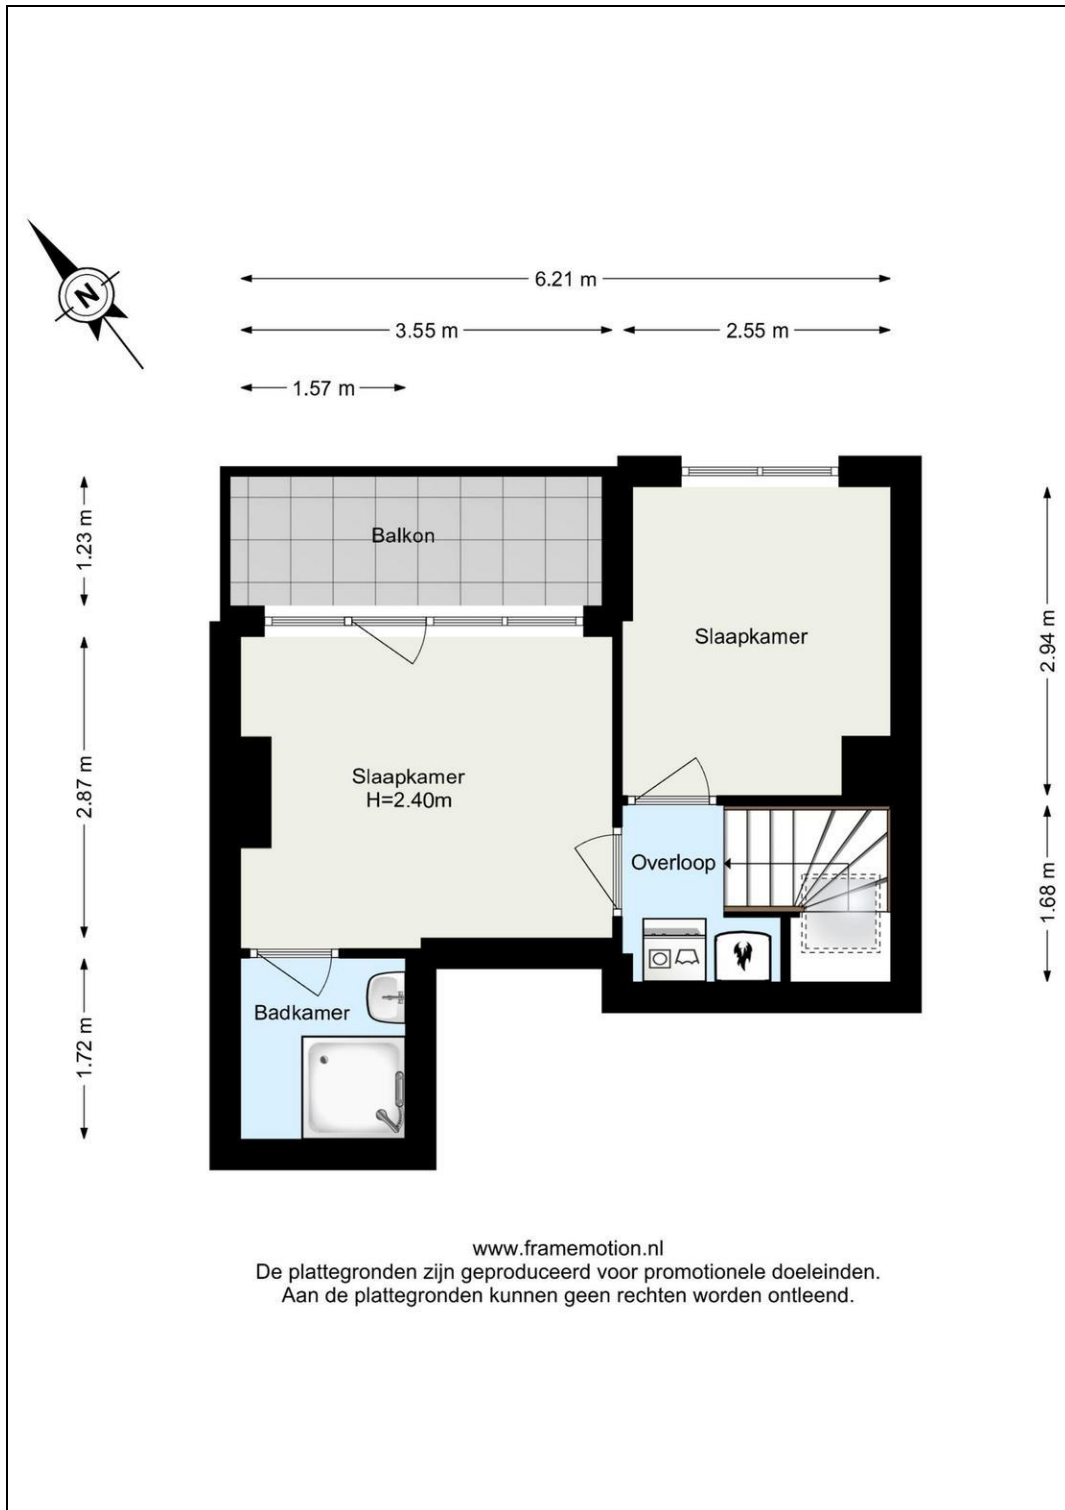 N
6.21 m
3.55 m
2.55 m
1.57 m
1.23 m
2.87 m
1.72 m
2.94 m
1.68 m
Balkon
Slaapkamer
Slaapkamer
H=2.40m
Overloop
Badkamer
www.framemotion.nl
De plattegronden zijn geproduceerd voor promotionele doeleinden.
Aan de plattegronden kunnen geen rechten worden ontleend.